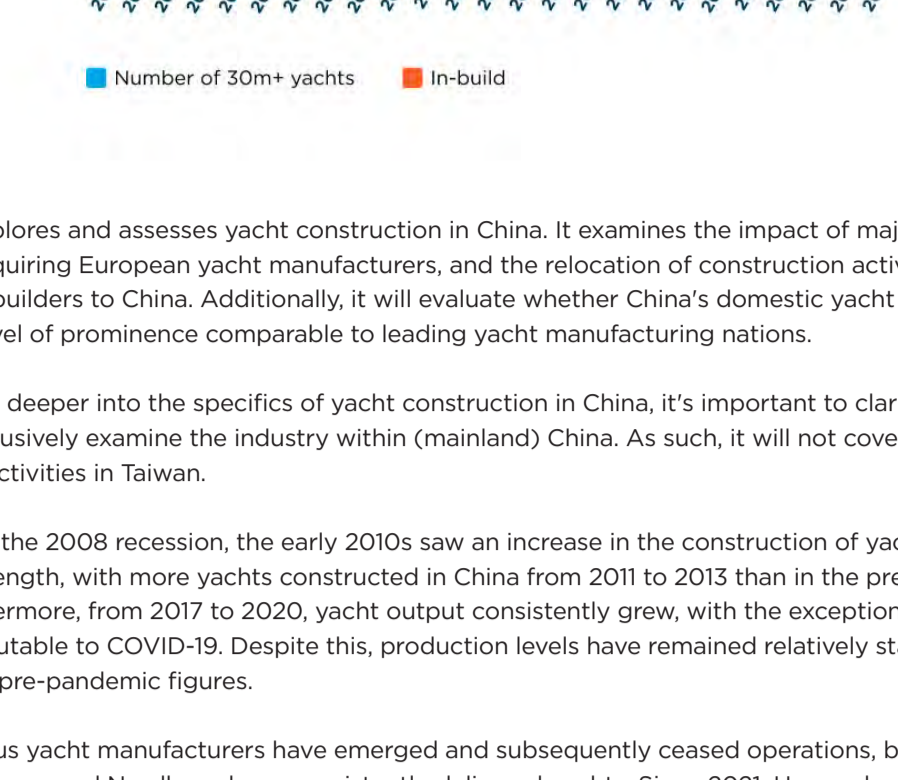 Number of 30m+ yachts In-build
plores and assesses yacht construction in China. It examines the impact of maj
quiring European yacht manufacturers, and the relocation of construction activ
builders to China. Additionally, it will evaluate whether China's domestic yacht
vel of prominence comparable to leading yacht manufacturing nations.
deeper into the specifics of yacht construction in China, it's important to clar
usively examine the industry within (mainland) China. As such, it will not cove
ctivities in Taiwan.
the 2008 recession, the early 2010s saw an increase in the construction of yac
ength, with more yachts constructed in China from 2011 to 2013 than in the pre
ermore, from 2017 to 2020, yacht output consistently grew, with the exception
utable to COVID-19. Despite this, production levels have remained relatively sta
pre-pandemic figures.
us yacht manufacturers have emerged and subsequently ceased operations, b